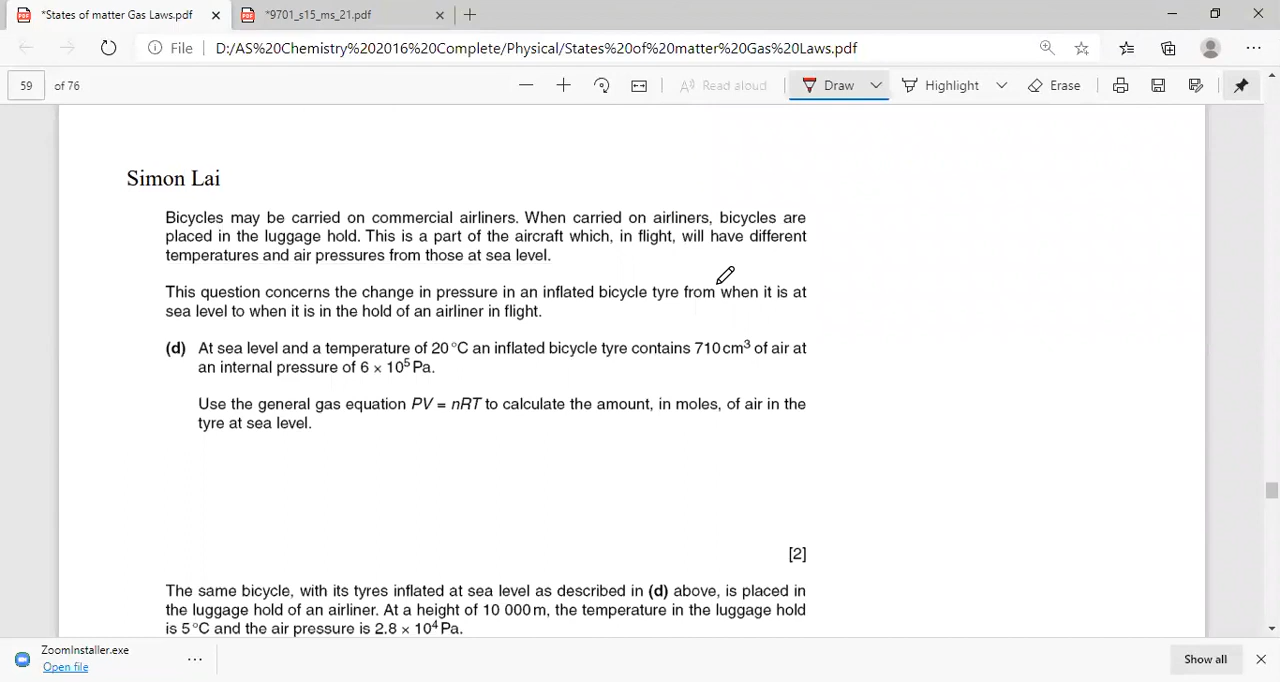 *States of matter Gas Laws.pdf
*9701_s15_ms_21.pdf
File
D:/AS%20Chemistry%202016%20Complete/Physical/States%20of%20matter%20Gas%20Laws.pdf
59 of 76
Read aloud
Draw
Highlight
Erase
Simon Lai
Bicycles may be carried on commercial airliners. When carried on airliners, bicycles are
placed in the luggage hold. This is a part of the aircraft which, in flight, will have different
temperatures and air pressures from those at sea level.
This question concerns the change in pressure in an inflated bicycle tyre from when it is at
sea level to when it is in the hold of an airliner in flight.
(d) At sea level and a temperature of 20 °C an inflated bicycle tyre contains 710 cm³ of air at
an internal pressure of 6 × 10⁵ Pa.
Use the general gas equation PV = nRT to calculate the amount, in moles, of air in the
tyre at sea level.
[2]
The same bicycle, with its tyres inflated at sea level as described in (d) above, is placed in
the luggage hold of an airliner. At a height of 10 000 m, the temperature in the luggage hold
is 5 °C and the air pressure is 2.8 × 10⁴ Pa.
ZoomInstaller.exe
Open file
Show all